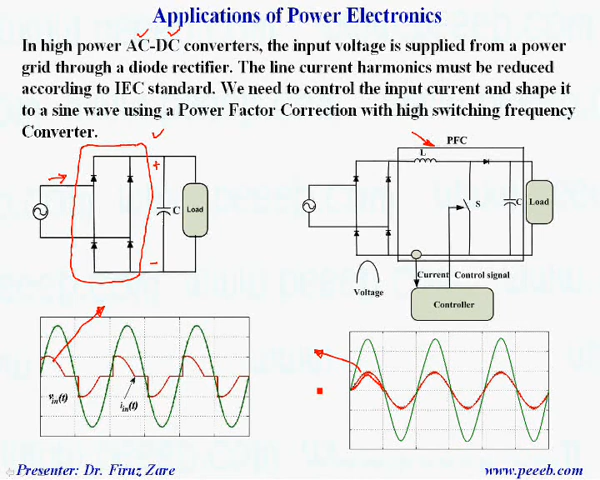 Applications of Power Electronics
In high power AC-DC converters, the input voltage is supplied from a power
grid through a diode rectifier. The line current harmonics must be reduced
according to IEC standard. We need to control the input current and shape it
to a sine wave using a Power Factor Correction with high switching frequency
Converter.
PFC
L
+
C
Load
S
C
Load
-
Current
Control signal
Voltage
Controller
vin(t)
iin(t)
Presenter: Dr. Firuz Zare
www.peeeb.com